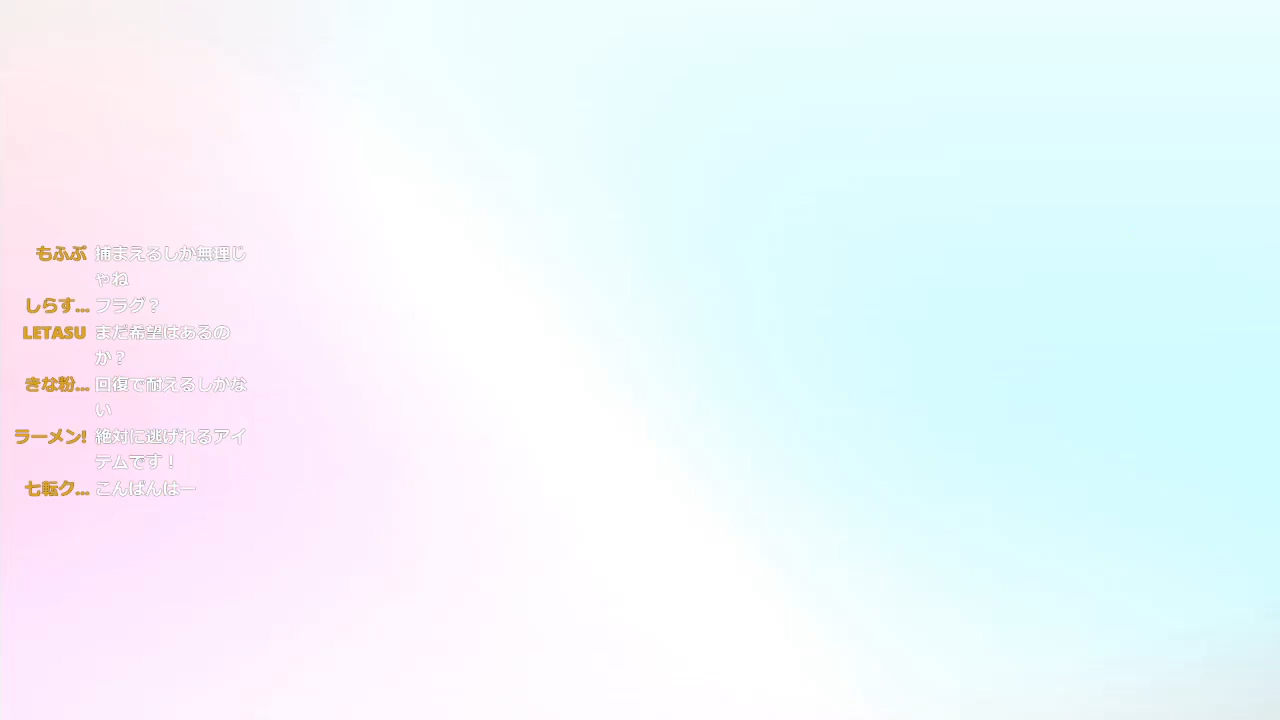 もふぷ 捕まえるしか無理じ
ゃね
しらす... フラグ？
LETASU まだ希望はあるの
か？
きな粉... 回復で耐えるしかな
い
ラーメン! 絶対に逃げれるアイ
テムです！
七転ク... こんばんはー